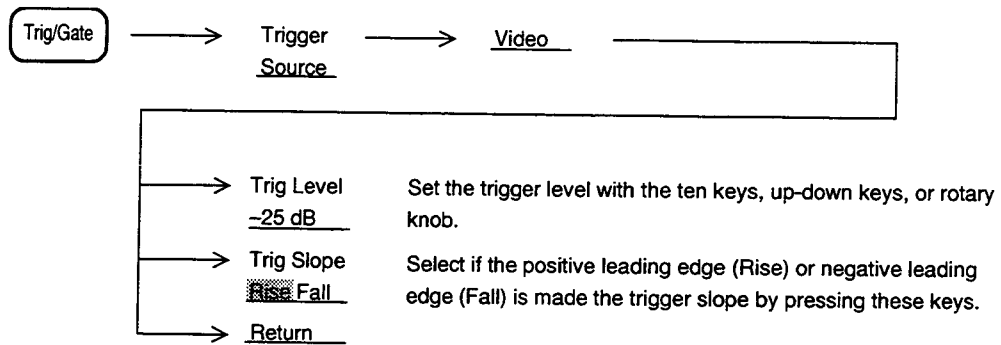 Trig/Gate
Trigger
Source
Video
Trig Level
–25 dB
Set the trigger level with the ten keys, up-down keys, or rotary
knob.
Trig Slope
Rise Fall
Select if the positive leading edge (Rise) or negative leading
edge (Fall) is made the trigger slope by pressing these keys.
Return